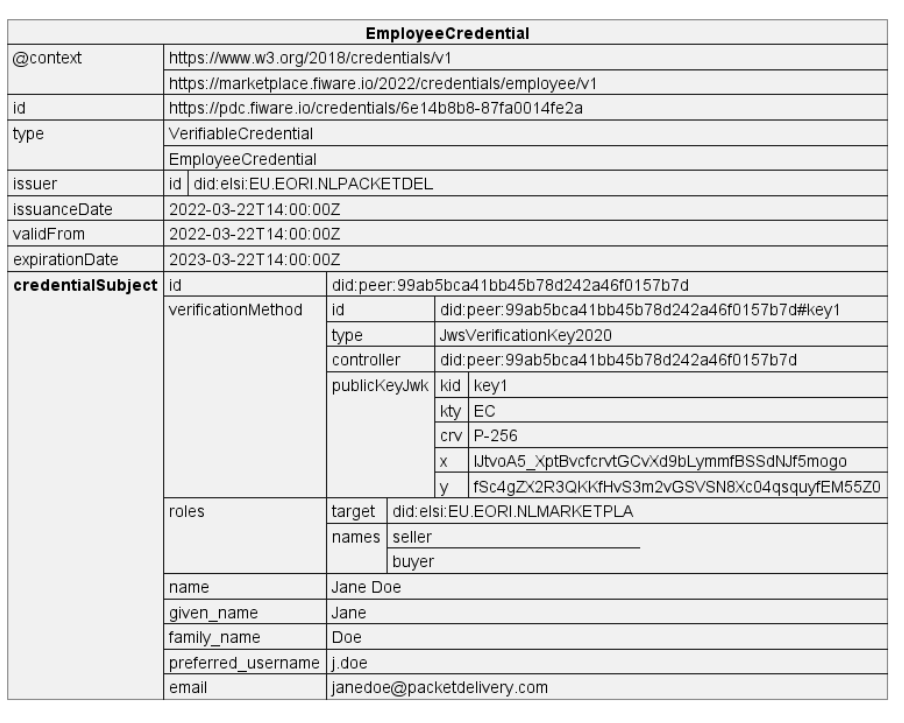 EmployeeCredential
@context https://www.w3.org/2018/credentials/v1
https://marketplace.fiware.io/2022/credentials/employee/v1
id https://pdc.fiware.io/credentials/6e14b8b8-87fa0014fe2a
type VerifiableCredential
EmployeeCredential
issuer id did:elsi:EU.EORI.NLPACKETDEL
issuanceDate 2022-03-22T14:00:00Z
validFrom 2022-03-22T14:00:00Z
expirationDate 2023-03-22T14:00:00Z
credentialSubject id did:peer:99ab5bca41bb45b78d242a46f0157b7d
verificationMethod id did:peer:99ab5bca41bb45b78d242a46f0157b7d#key1
type JwsVerificationKey2020
controller did:peer:99ab5bca41bb45b78d242a46f0157b7d
publicKeyJwk kid key1
kty EC
crv P-256
x lJtvoA5_XptBvcfcrvtGCvXd9bLymmfBSSdNJf5mogo
y fSc4gZX2R3QKKfHvS3m2vGSVSN8Xc04qsquyfEM55Z0
roles target did:elsi:EU.EORI.NLMARKETPLA
names seller
buyer
name Jane Doe
given_name Jane
family_name Doe
preferred_username j.doe
email janedoe@packetdelivery.com